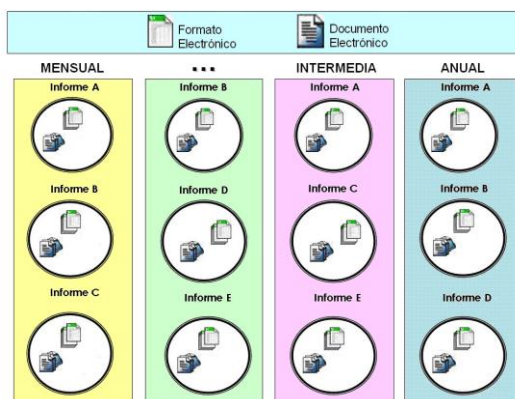 Formato
Electrónico
Documento
Electrónico
MENSUAL
...
INTERMEDIA
ANUAL
Informe A
Informe B
Informe A
Informe A
Informe B
Informe D
Informe C
Informe B
Informe C
Informe E
Informe E
Informe D